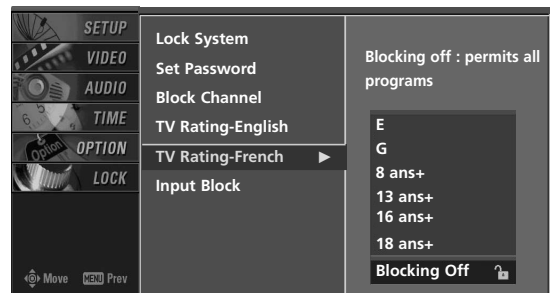 SETUP
VIDEO
AUDIO
TIME
OPTION
LOCK
Move MENU Prev
Lock System
Set Password
Block Channel
TV Rating-English
TV Rating-French
Input Block
Blocking off : permits all
programs
E
G
8 ans+
13 ans+
16 ans+
18 ans+
Blocking Off